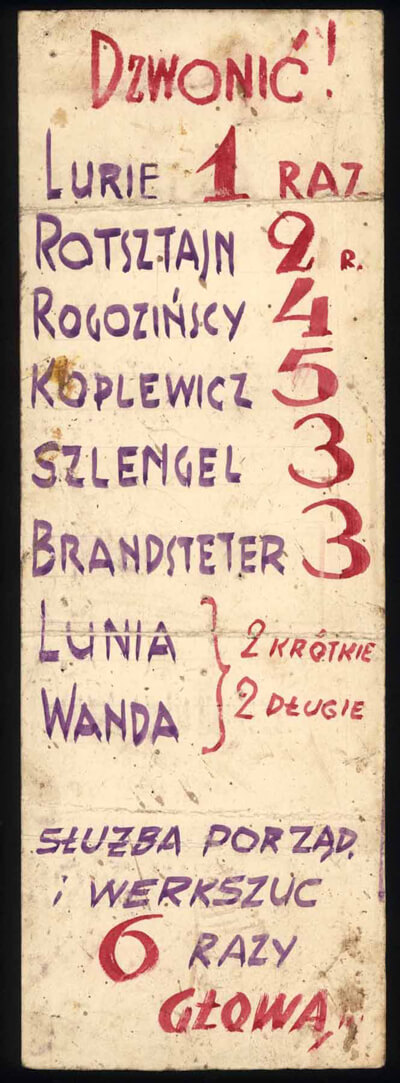 DZWONIĆ!
LURIE 1 RAZ
ROTSZTAJN 2 R.
ROGOZIŃSCY 4
KOPLEWICZ 5
SZLENGEL 3
BRANDSTETER 3
LUNIA } 2 KRÓTKIE
WANDA } 2 DŁUGIE
SŁUŻBA PORZĄD.
i WERKSZUC
6 RAZY
GŁOWĄ...